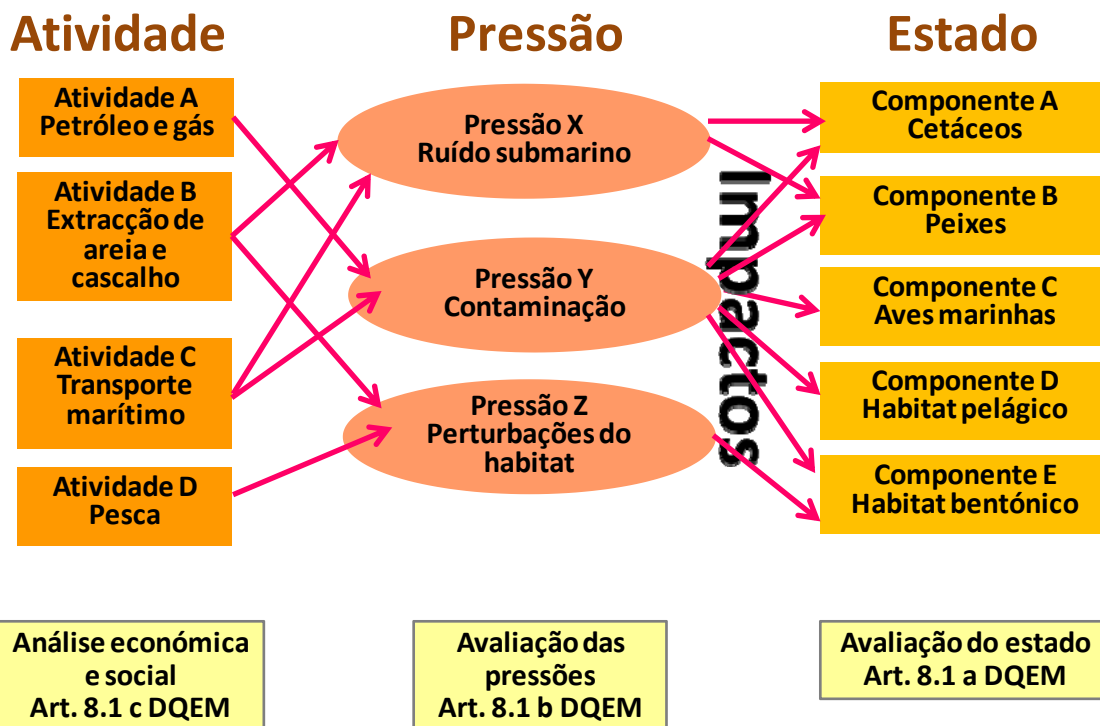 Atividade
Pressão
Estado
Atividade A
Petróleo e gás
Atividade B
Extracção de
areia e
cascalho
Atividade C
Transporte
marítimo
Atividade D
Pesca
Pressão X
Ruído submarino
Pressão Y
Contaminação
Pressão Z
Perturbações do
habitat
Impactos
Componente A
Cetáceos
Componente B
Peixes
Componente C
Aves marinhas
Componente D
Habitat pelágico
Componente E
Habitat bentónico
Análise económica
e social
Art. 8.1 c DQEM
Avaliação das
pressões
Art. 8.1 b DQEM
Avaliação do estado
Art. 8.1 a DQEM